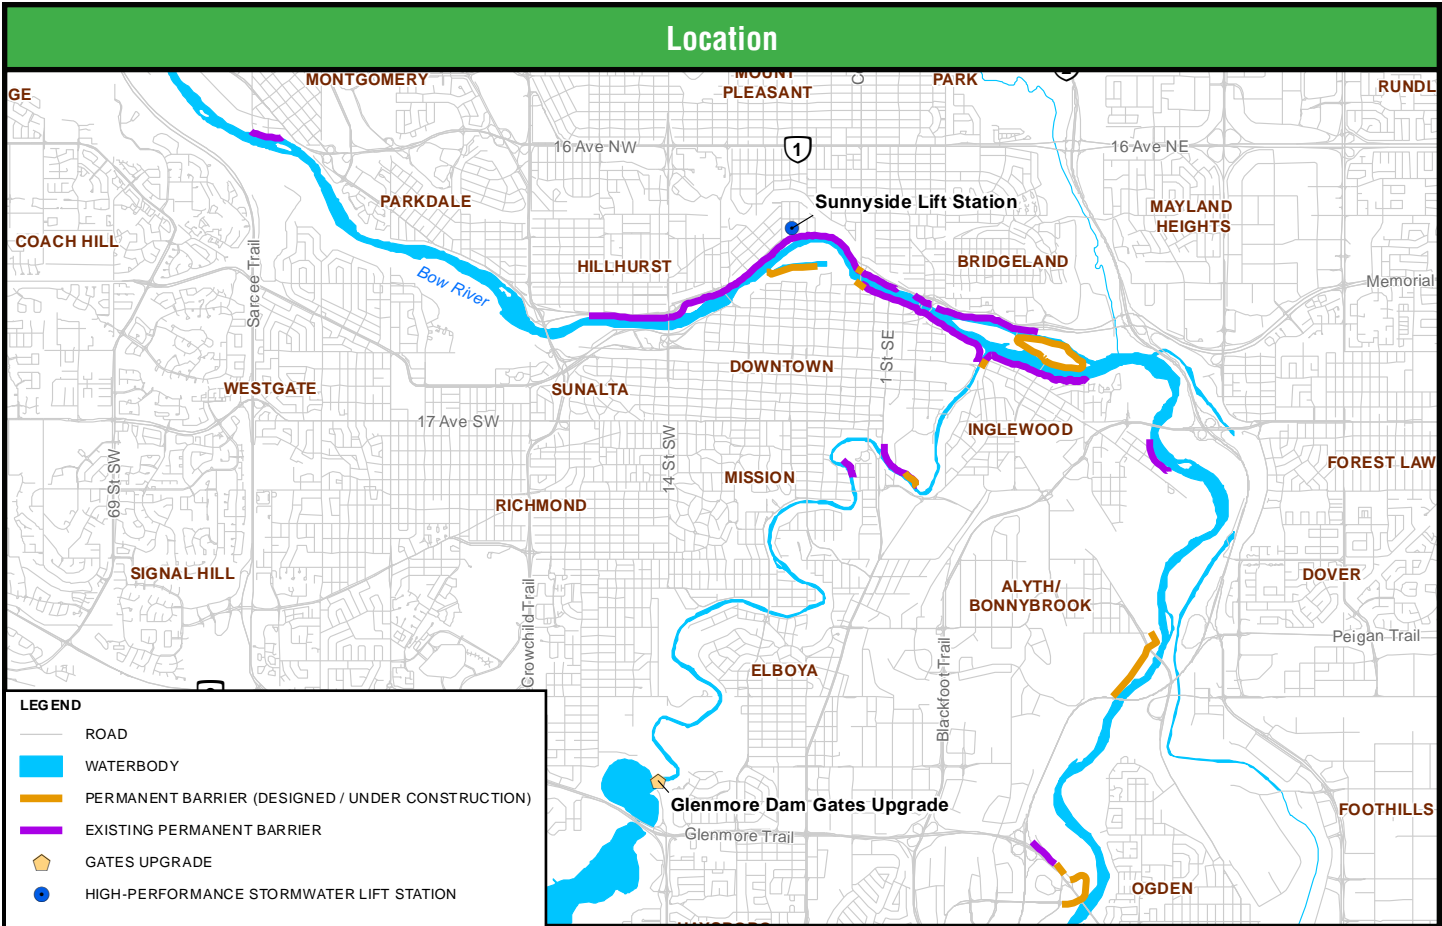 Location
MONTGOMERY
MOUNT
PLEASANT
PARK
RUNDL
GE
16 Ave NW
1
16 Ave NE
Sunnyside Lift Station
PARKDALE
MAYLAND
HEIGHTS
COACH HILL
Sarcee Trail
HILLHURST
BRIDGELAND
Bow River
Memorial
1 St SE
DOWNTOWN
WESTGATE
SUNALTA
17 Ave SW
INGLEWOOD
14 St SW
69 St SW
MISSION
FOREST LAW
RICHMOND
SIGNAL HILL
DOVER
ALYTH/
BONNYBROOK
Crowchild Trail
Peigan Trail
ELBOYA
Blackfoot Trail
LEGEND
ROAD
WATERBODY
PERMANENT BARRIER (DESIGNED / UNDER CONSTRUCTION)
EXISTING PERMANENT BARRIER
GATES UPGRADE
HIGH-PERFORMANCE STORMWATER LIFT STATION
Glenmore Dam Gates Upgrade
FOOTHILLS
Glenmore Trail
OGDEN